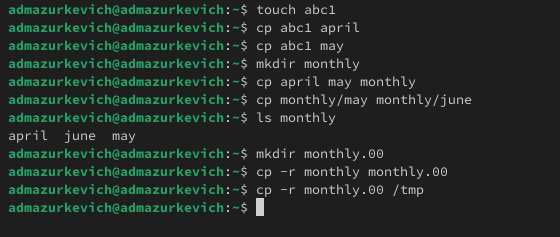 admazurkevich@admazurkevich:~$ touch abc1
admazurkevich@admazurkevich:~$ cp abc1 april
admazurkevich@admazurkevich:~$ cp abc1 may
admazurkevich@admazurkevich:~$ mkdir monthly
admazurkevich@admazurkevich:~$ cp april may monthly
admazurkevich@admazurkevich:~$ cp monthly/may monthly/june
admazurkevich@admazurkevich:~$ ls monthly
april  june  may
admazurkevich@admazurkevich:~$ mkdir monthly.00
admazurkevich@admazurkevich:~$ cp -r monthly monthly.00
admazurkevich@admazurkevich:~$ cp -r monthly.00 /tmp
admazurkevich@admazurkevich:~$